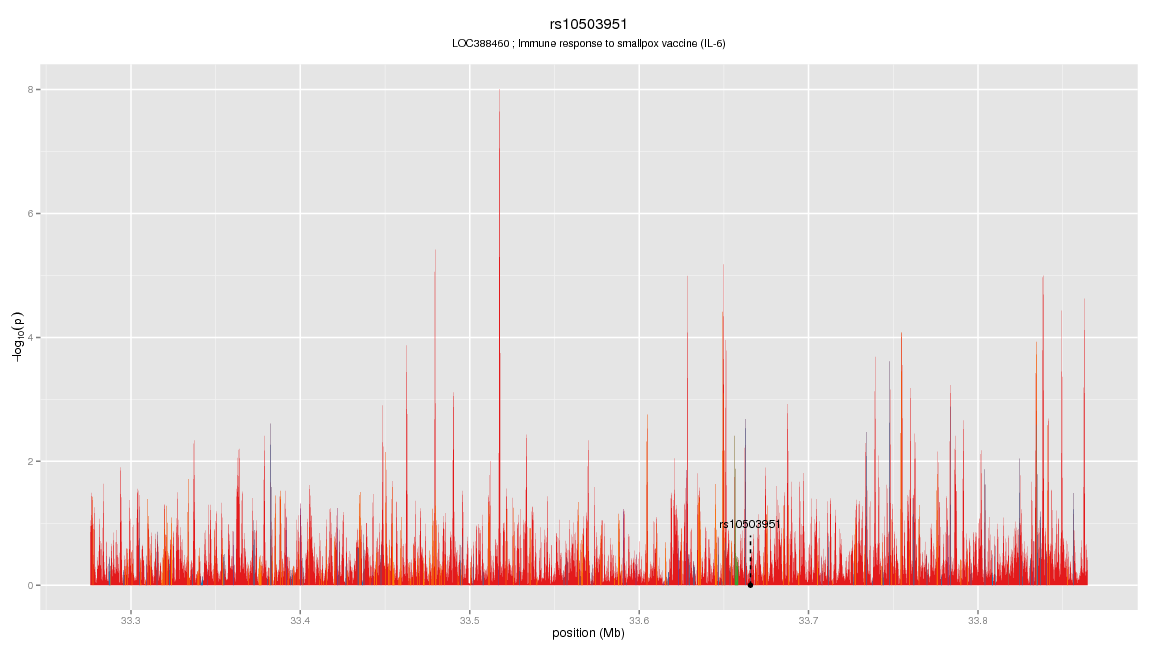 rs10503951
LOC388460 ; Immune response to smallpox vaccine (IL-6)
8
6
4
2
0
−log10(p)
rs10503951
33.3 33.4 33.5 33.6 33.7 33.8
position (Mb)